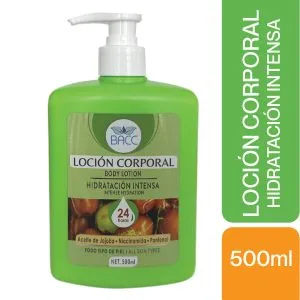 BACC
LOCIÓN CORPORAL
BODY LOTION
HIDRATACIÓN INTENSA
INTENSE HYDRATION
24
horas
Aceite de Jojoba • Niacinamida • Pantenol
TODO TIPO DE PIEL / ALL SKIN TYPES
NET. 500ml
LOCIÓN CORPORAL
HIDRATACIÓN INTENSA
500ml